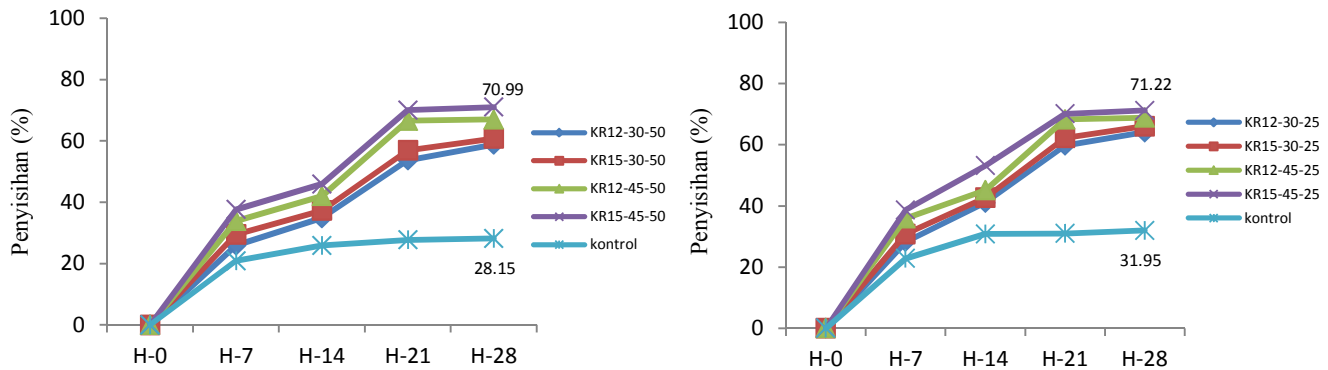 Penyisihan (%)
100
80
60
40
20
0
H-0 H-7 H-14 H-21 H-28
70.99
28.15
KR12-30-50
KR15-30-50
KR12-45-50
KR15-45-50
kontrol
Penyisihan (%)
100
80
60
40
20
0
H-0 H-7 H-14 H-21 H-28
71.22
31.95
KR12-30-25
KR15-30-25
KR12-45-25
KR15-45-25
kontrol